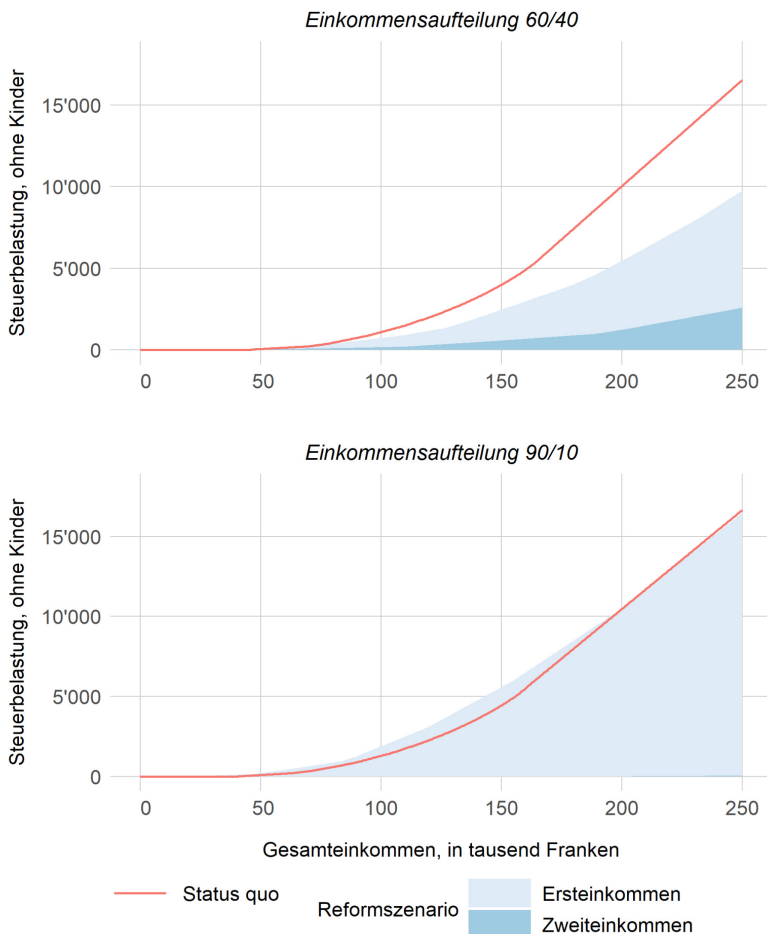 Einkommensaufteilung 60/40
Steuerbelastung, ohne Kinder
15'000
10'000
5'000
0
0 50 100 150 200 250
Einkommensaufteilung 90/10
Steuerbelastung, ohne Kinder
15'000
10'000
5'000
0
0 50 100 150 200 250
Gesamteinkommen, in tausend Franken
Status quo
Reformszenario
Ersteinkommen
Zweiteinkommen